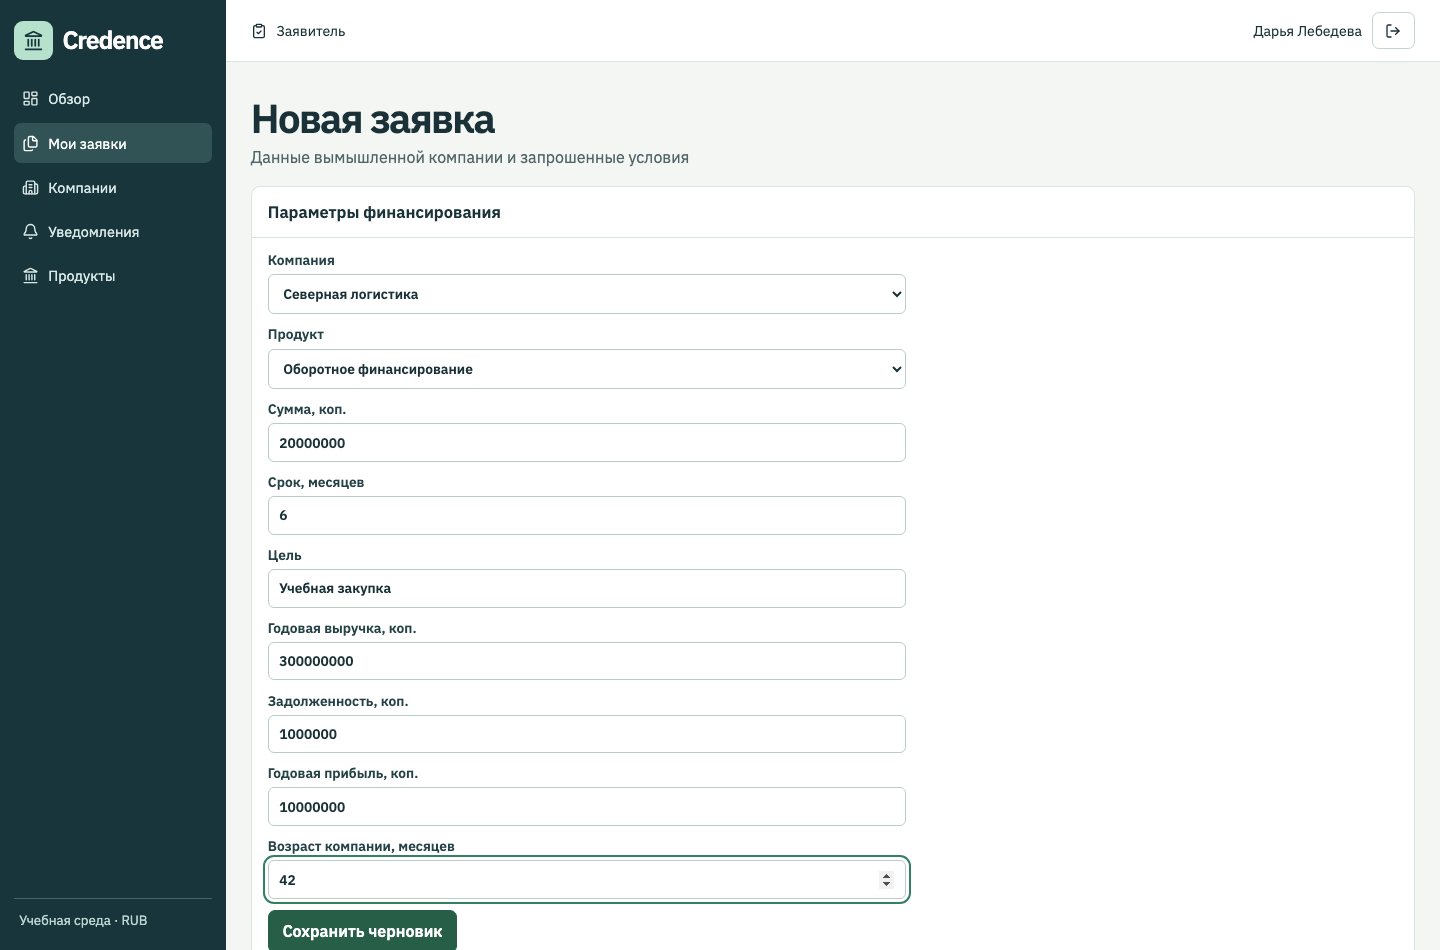 Credence
Обзор
Мои заявки
Компании
Уведомления
Продукты
Учебная среда · RUB
Заявитель
Дарья Лебедева
Новая заявка
Данные вымышленной компании и запрошенные условия
Параметры финансирования
Компания
Северная логистика
Продукт
Оборотное финансирование
Сумма, коп.
20000000
Срок, месяцев
6
Цель
Учебная закупка
Годовая выручка, коп.
300000000
Задолженность, коп.
1000000
Годовая прибыль, коп.
10000000
Возраст компании, месяцев
42
Сохранить черновик